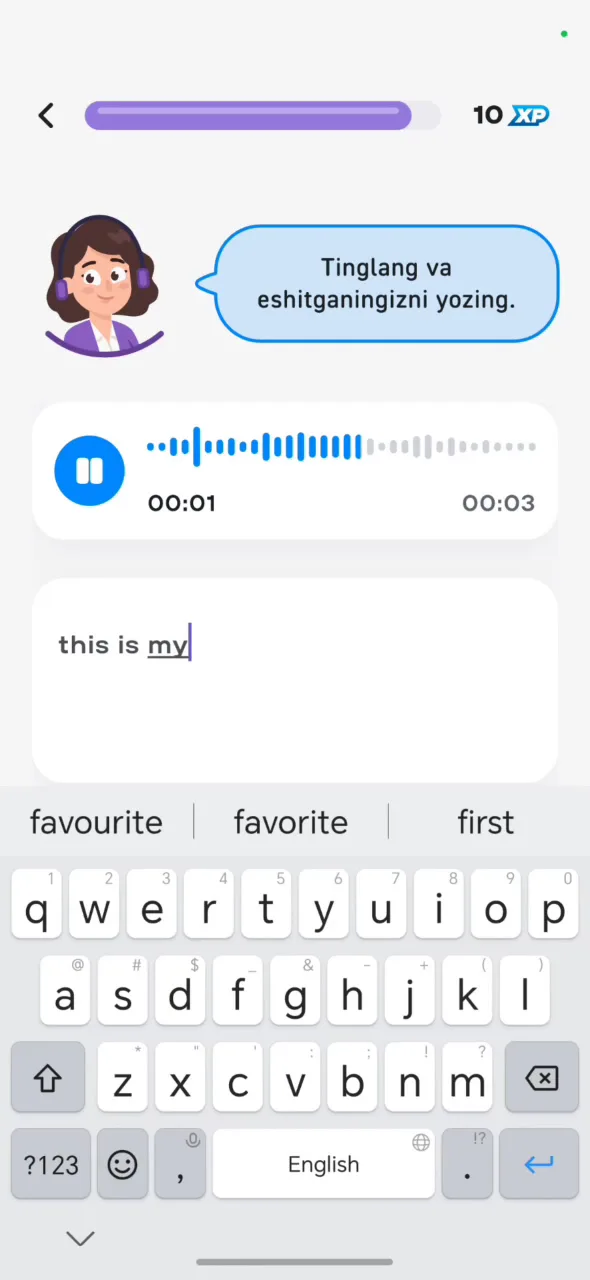 10 XP
Tinglang va
eshitganingizni yozing.
00:01 00:03
this is my
favourite favorite first
1 2 3 4 5 6 7 8 9 0
q w e r t y u i o p
@ # $ _ & - + ( )
a s d f g h j k l
* " ' : ; ! ?
z x c v b n m
?123 , English !? .